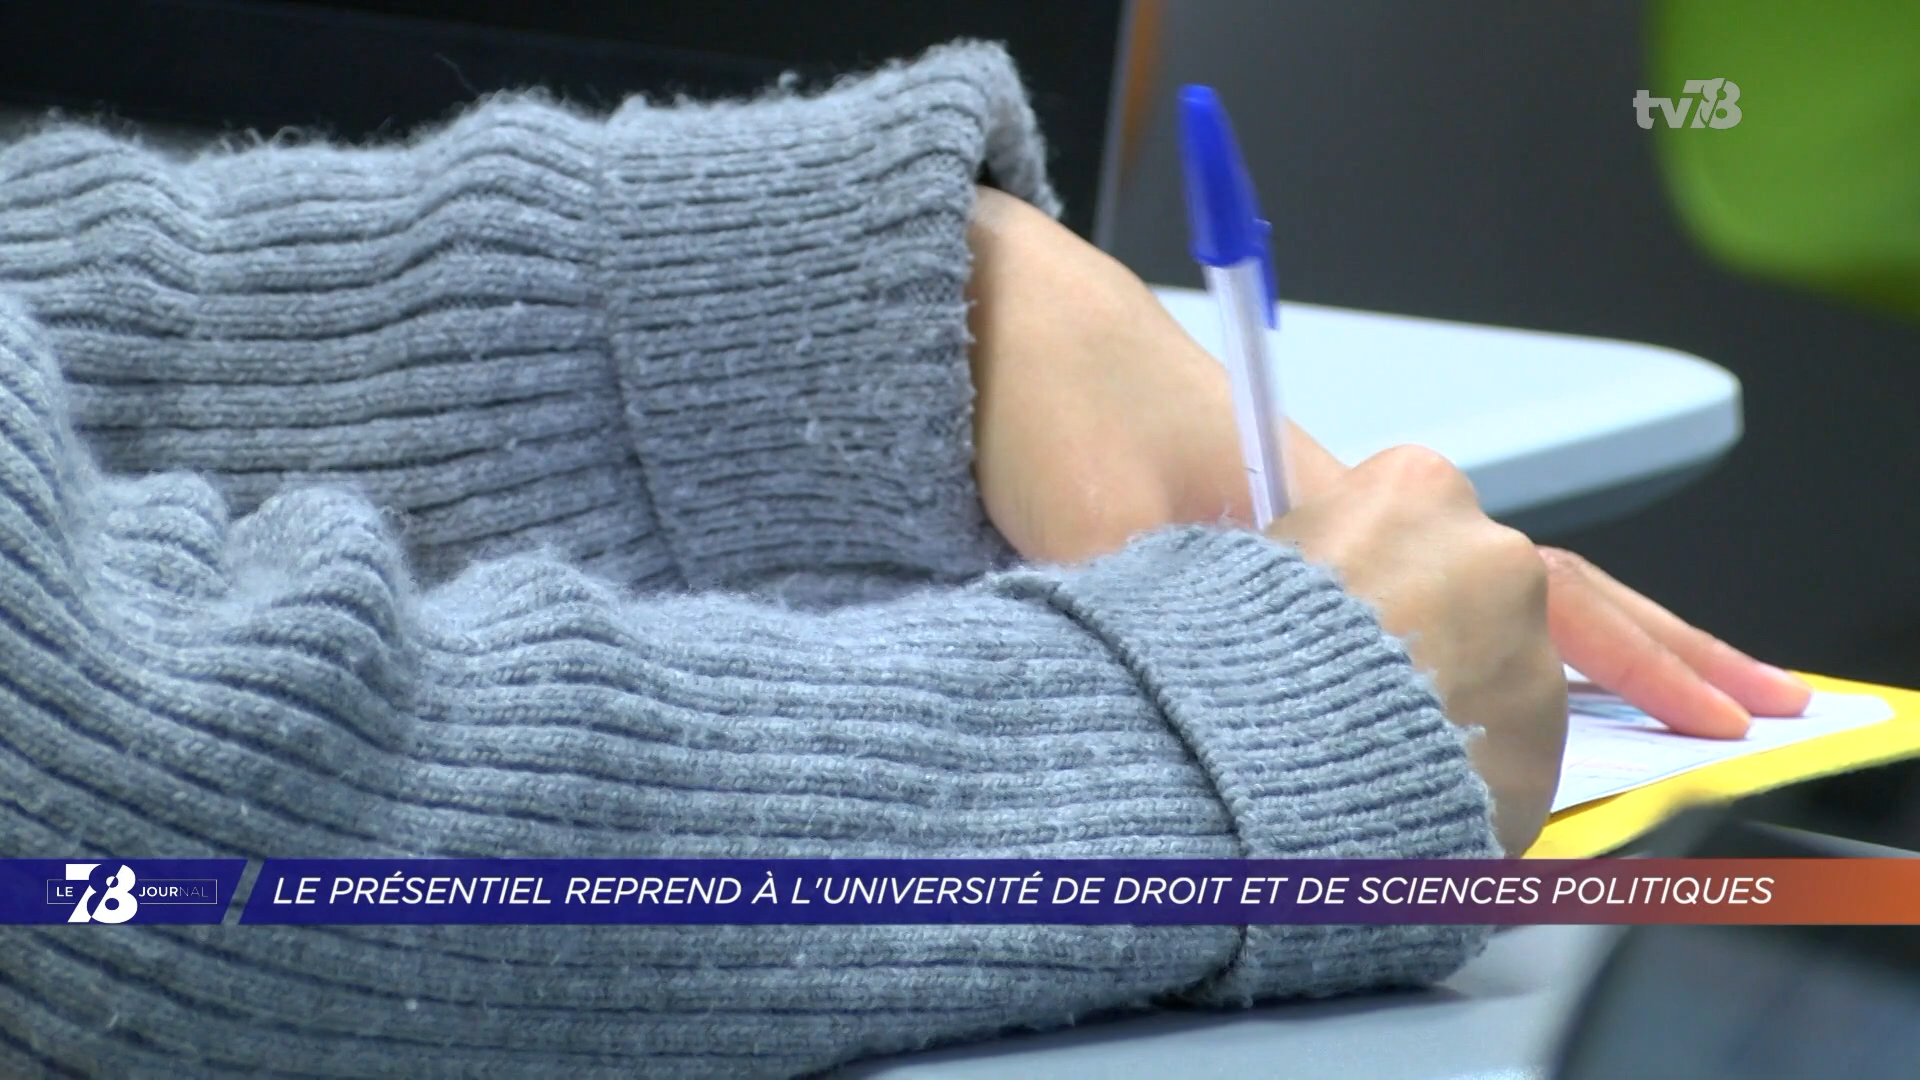 tv78
LE 78 JOURNAL
LE PRÉSENTIEL REPREND À L'UNIVERSITÉ DE DROIT ET DE SCIENCES POLITIQUES